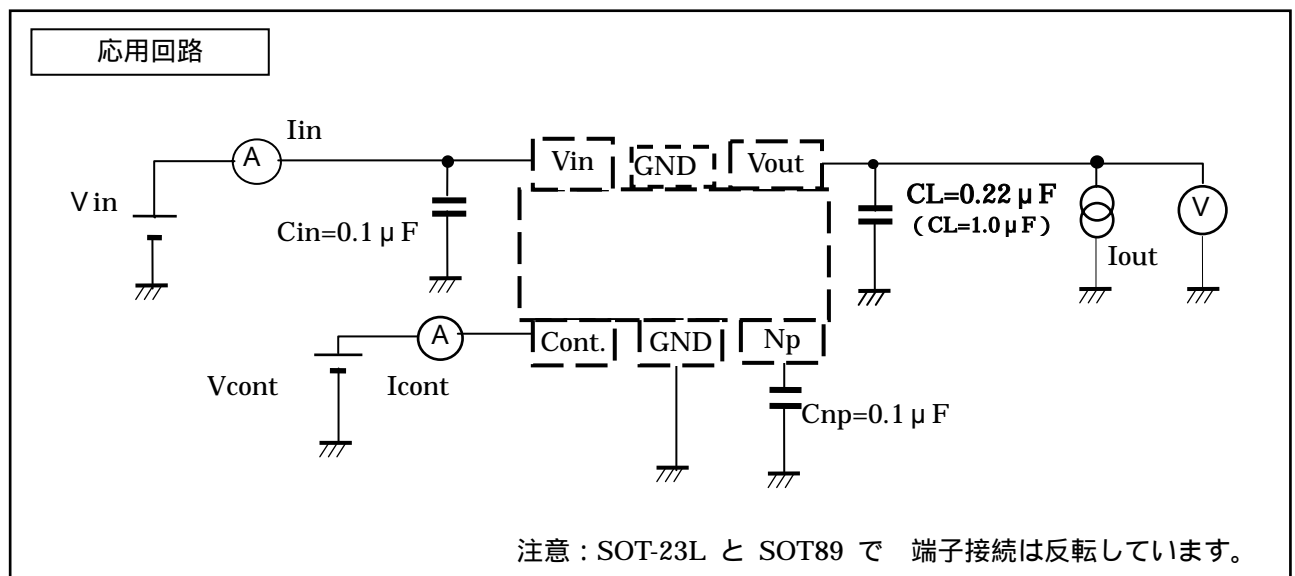 応用回路
Iin
A
Vin
GND
Vout
Vin
Cin=0.1μF
CL=0.22μF
(CL=1.0μF)
V
Iout
A
Cont.
GND
Np
Vcont
Icont
Cnp=0.1μF
注意:SOT-23L と SOT89 で 端子接続は反転しています。